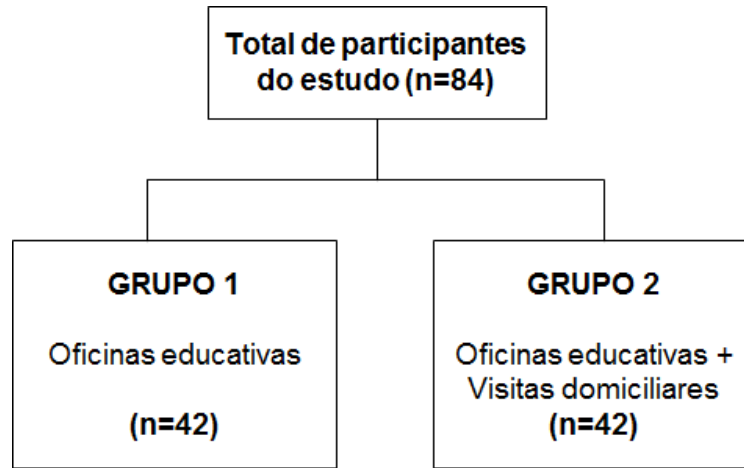 Total de participantes
do estudo (n=84)
GRUPO 1
Oficinas educativas
(n=42)
GRUPO 2
Oficinas educativas +
Visitas domiciliares
(n=42)